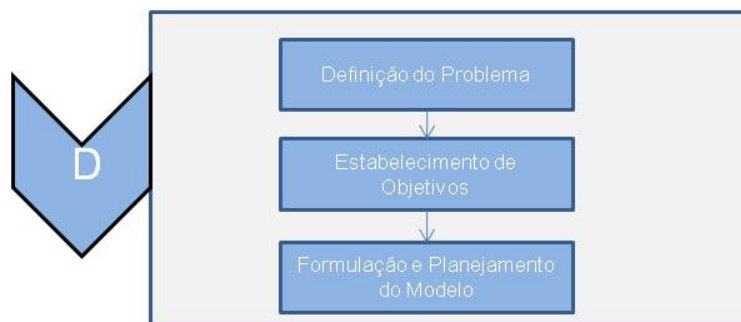 Definição do Problema
D
Estabelecimento de
Objetivos
Formulação e Planejamento
do Modelo